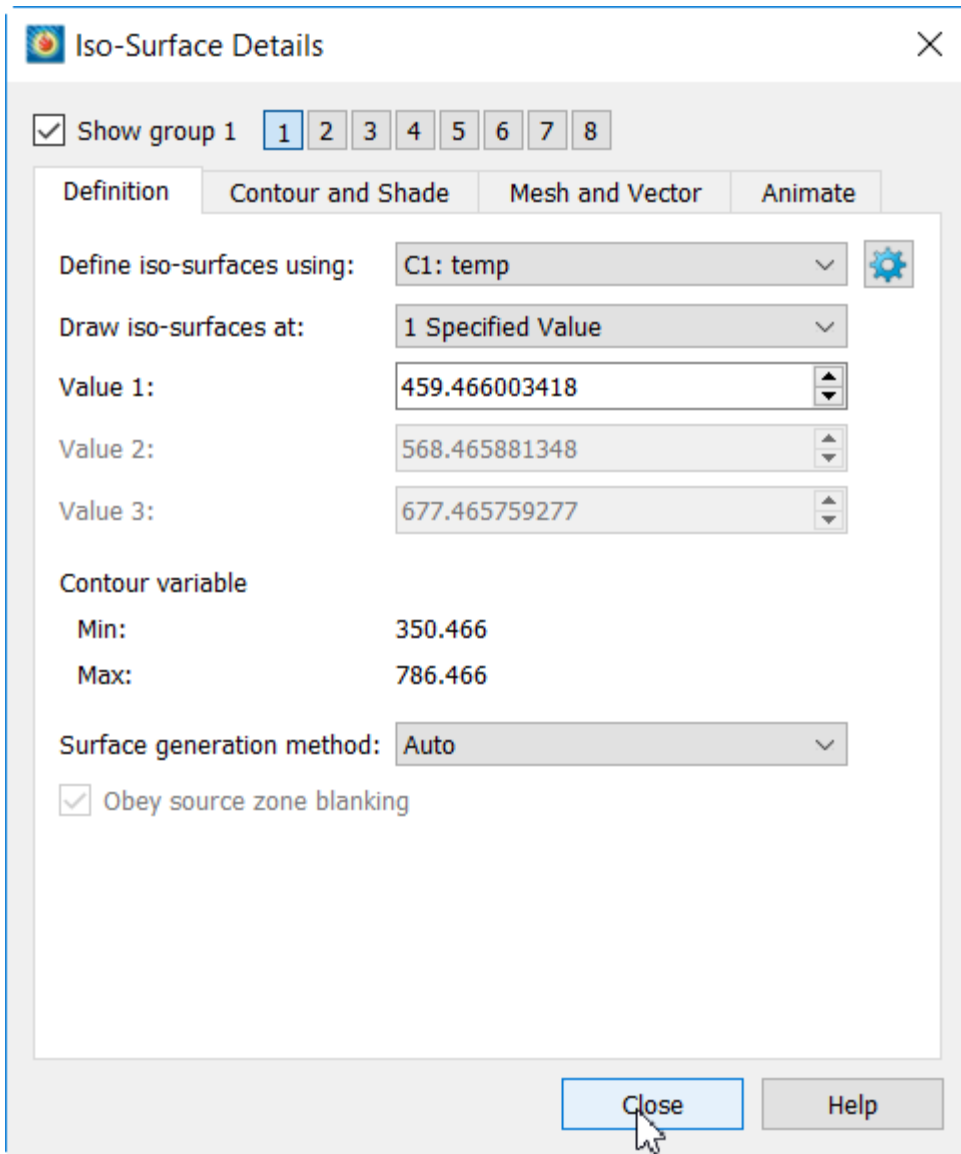 Iso-Surface Details
Show group 1 1 2 3 4 5 6 7 8
Definition Contour and Shade Mesh and Vector Animate
Define iso-surfaces using: C1: temp
Draw iso-surfaces at: 1 Specified Value
Value 1: 459.466003418
Value 2: 568.465881348
Value 3: 677.465759277
Contour variable
Min: 350.466
Max: 786.466
Surface generation method: Auto
Obey source zone blanking
Close Help